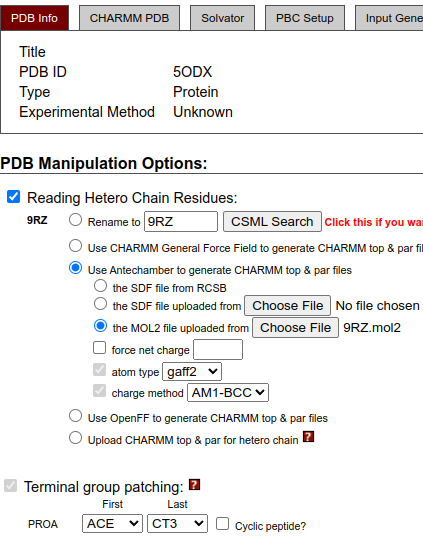 PDB Info CHARMM PDB Solvator PBC Setup Input Gene
Title
PDB ID 5ODX
Type Protein
Experimental Method Unknown
PDB Manipulation Options:
Reading Hetero Chain Residues:
9RZ Rename to 9RZ CSML Search Click this if you wa
Use CHARMM General Force Field to generate CHARMM top & par fil
Use Antechamber to generate CHARMM top & par files
the SDF file from RCSB
the SDF file uploaded from Choose File No file chosen
the MOL2 file uploaded from Choose File 9RZ.mol2
force net charge
atom type gaff2
charge method AM1-BCC
Use OpenFF to generate CHARMM top & par files
Upload CHARMM top & par for hetero chain ?
Terminal group patching: ?
First Last
PROA ACE CT3 Cyclic peptide?